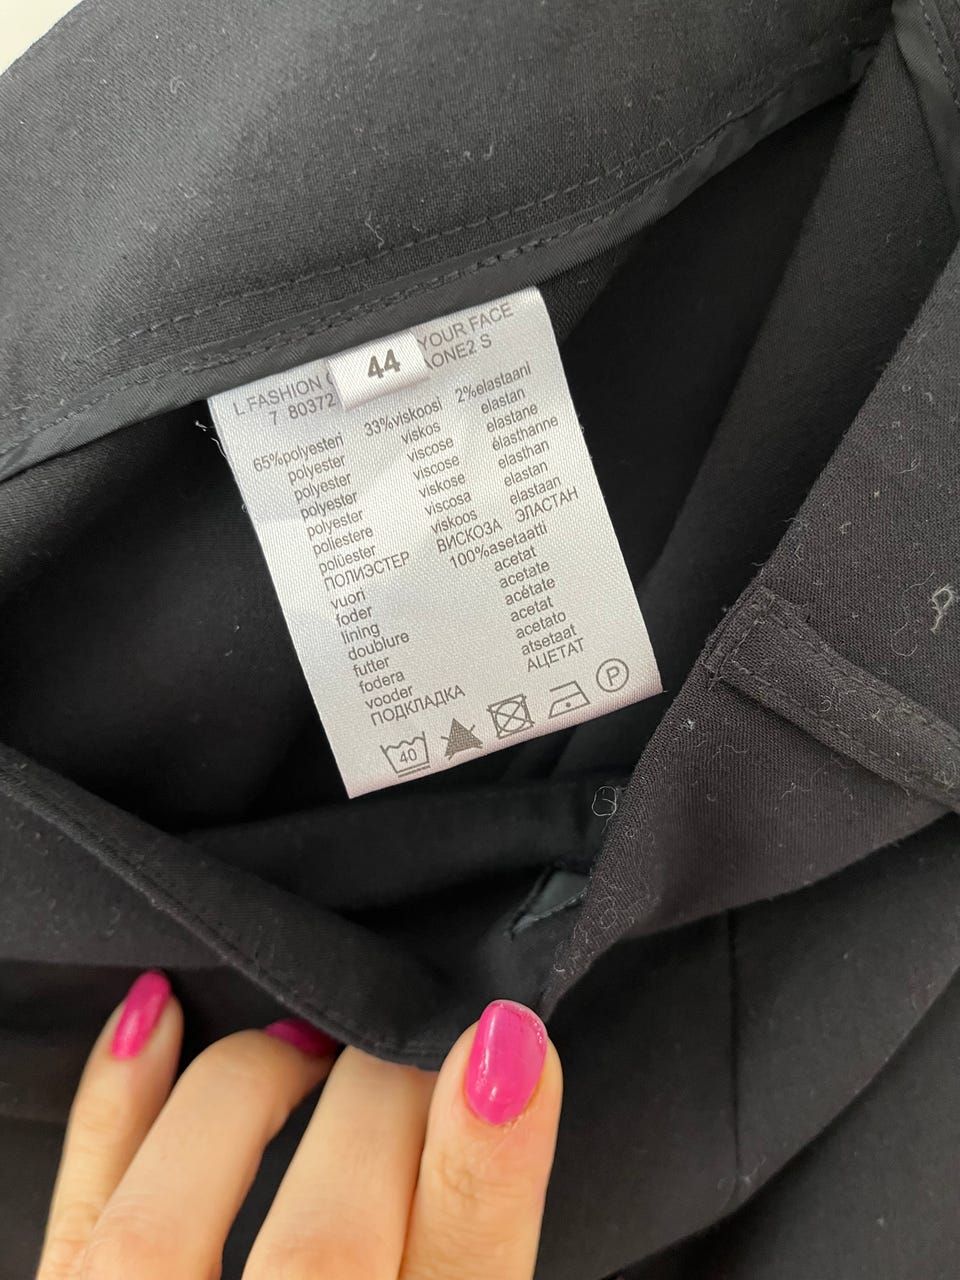 44
L.FASHION YOUR FACE
7 80372 ONE2 S
65%polyesteri 33%viskoosi 2%elastaani
polyester viskos elastan
polyester viscose elastane
polyester viscose élasthanne
polyester viskose elasthan
poliestere viscosa elastan
polüester viskoos elastaan
ПОЛИЭСТЕР ВИСКОЗА ЭЛАСТАН
vuori 100%asetaatti
foder acetat
lining acetate
doublure acétate
futter acetat
fodera acetato
vooder atsetaat
ПОДКЛАДКА АЦЕТАТ
40 P